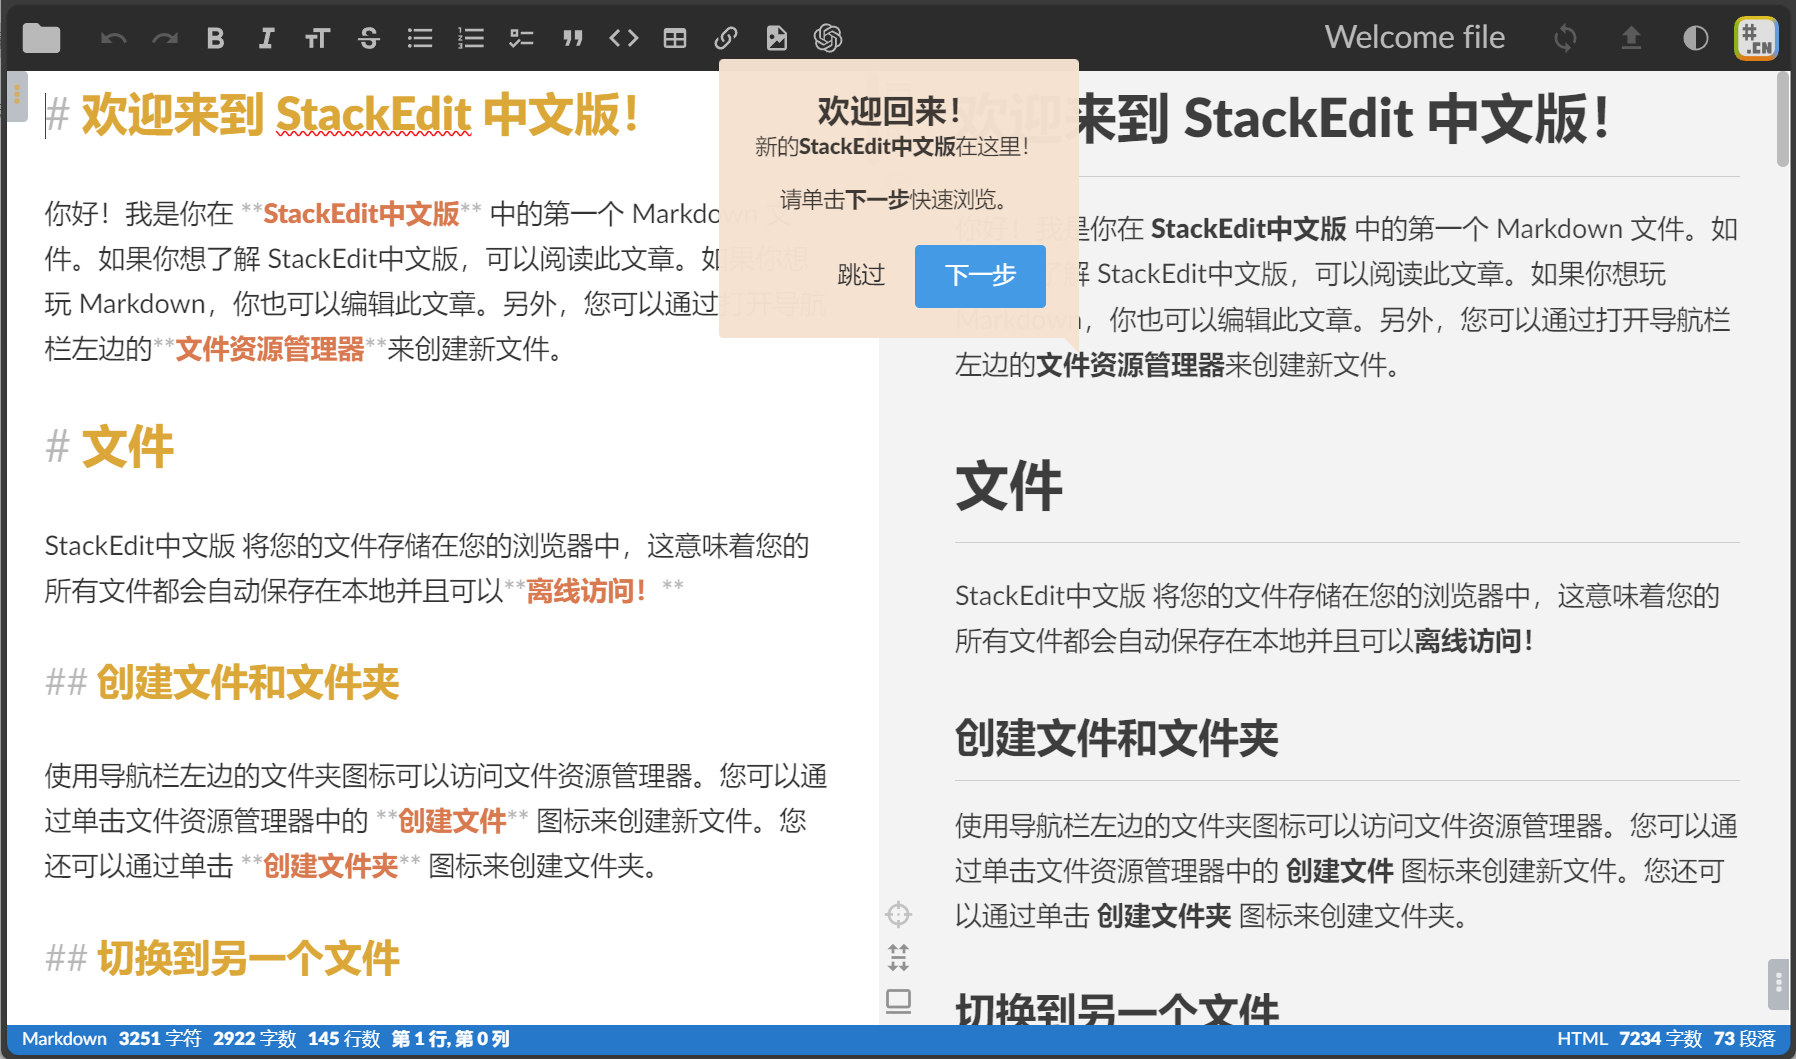 Welcome file
#
.CN
# 欢迎来到 StackEdit 中文版！
你好！我是你在 **StackEdit中文版** 中的第一个 Markdown 文
件。如果你想了解 StackEdit中文版，可以阅读此文章。如果你想
玩 Markdown，你也可以编辑此文章。另外，您可以通过打开导航
栏左边的**文件资源管理器**来创建新文件。
# 文件
StackEdit中文版 将您的文件存储在您的浏览器中，这意味着您的
所有文件都会自动保存在本地并且可以**离线访问！**
## 创建文件和文件夹
使用导航栏左边的文件夹图标可以访问文件资源管理器。您可以通
过单击文件资源管理器中的 **创建文件** 图标来创建新文件。您
还可以通过单击 **创建文件夹** 图标来创建文件夹。
## 切换到另一个文件
欢迎回来！
新的StackEdit中文版在这里！
请单击下一步快速浏览。
跳过
下一步
欢迎来到 StackEdit 中文版！
你好！我是你在 StackEdit中文版 中的第一个 Markdown 文件。如
了解 StackEdit中文版，可以阅读此文章。如果你想玩
Markdown，你也可以编辑此文章。另外，您可以通过打开导航栏
左边的文件资源管理器来创建新文件。
文件
StackEdit中文版 将您的文件存储在您的浏览器中，这意味着您的
所有文件都会自动保存在本地并且可以离线访问！
创建文件和文件夹
使用导航栏左边的文件夹图标可以访问文件资源管理器。您可以通
过单击文件资源管理器中的 创建文件 图标来创建新文件。您还可
以通过单击 创建文件夹 图标来创建文件夹。
切换到另一个文件
Markdown 3251 字符 2922 字数 145 行数 第 1 行, 第 0 列
HTML 7234 字数 73 段落